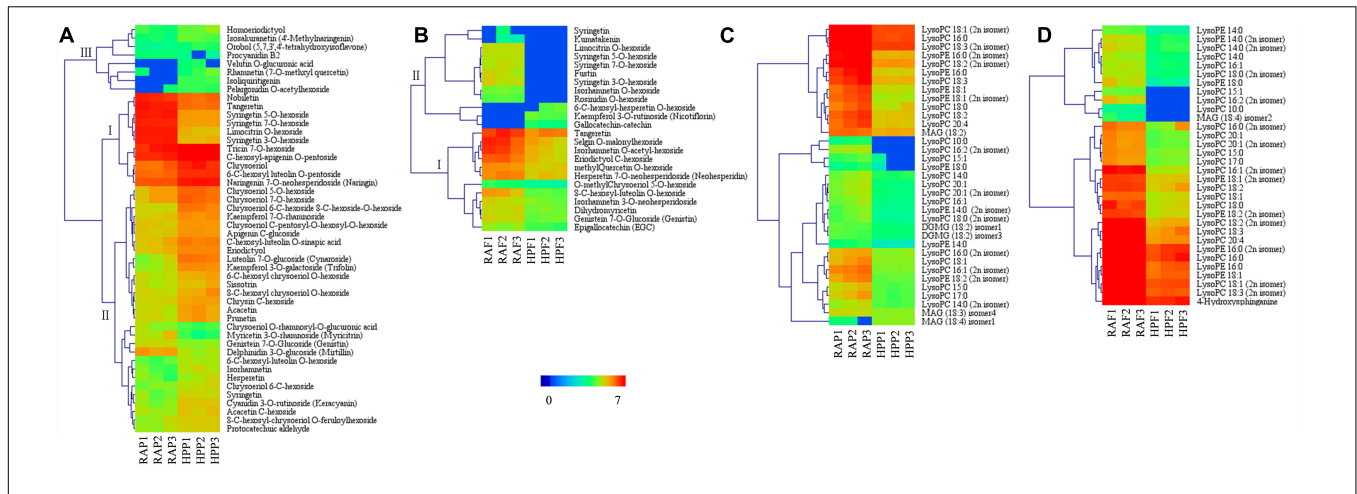 A
III
I
II
Homoeriodictyol
Isosakuranetin (4'-Methylnaringenin)
Orobol (5,7,3',4'-tetrahydroxyisoflavone)
Procyanidin B2
Velutin O-glucuronic acid
Rhamnetin (7-O-methxyl quercetin)
Isoliquiritigenin
Pelargonidin O-acetylhexoside
Nobiletin
Tangeretin
Syringetin 5-O-hexoside
Syringetin 7-O-hexoside
Limocitrin O-hexoside
Syringetin 3-O-hexoside
Tricin 7-O-hexoside
C-hexosyl-apigenin O-pentoside
Chrysoeriol
6-C-hexosyl luteolin O-pentoside
Naringenin 7-O-neohesperidoside (Naringin)
Chrysoeriol 5-O-hexoside
Chrysoeriol 7-O-hexoside
Chrysoeriol 6-C-hexoside 8-C-hexoside-O-hexoside
Kaempferol 7-O-rhamnoside
Chrysoeriol C-pentosyl-O-hexosyl-O-hexoside
Apigenin C-glucoside
C-hexosyl-luteolin O-sinapic acid
Eriodictyol
Luteolin 7-O-glucoside (Cynaroside)
Kaempferol 3-O-galactoside (Trifolin)
6-C-hexosyl chrysoeriol O-hexoside
Sissotrin
8-C-hexosyl chrysoeriol O-hexoside
Chrysin C-hexoside
Acacetin
Prunetin
Chrysoeriol O-rhamnosyl-O-glucuronic acid
Myricetin 3-O-rhamnoside (Myricitrin)
Genistein 7-O-Glucoside (Genistin)
Delphinidin 3-O-glucoside (Mirtillin)
6-C-hexosyl-luteolin O-hexoside
Isorhamnetin
Hesperetin
Chrysoeriol 6-C-hexoside
Syringetin
Cyanidin 3-O-rutinoside (Keracyanin)
Acacetin C-hexoside
8-C-hexosyl-chrysoeriol O-feruloylhexoside
Protocatechuic aldehyde
RAP1
RAP2
RAP3
HPP1
HPP2
HPP3
B
II
I
Syringetin
Kumatakenin
Limocitrin O-hexoside
Syringetin 5-O-hexoside
Syringetin 7-O-hexoside
Fustin
Syringetin 3-O-hexoside
Isorhamnetin O-hexoside
Rosinidin O-hexoside
6-C-hexosyl-hesperetin O-hexoside
Kaempferol 3-O-rutinoside (Nicotiflorin)
Gallocatechin-catechin
Tangeretin
Selgin O-malonylhexoside
Isorhamnetin O-acetyl-hexoside
Eriodictyol C-hexoside
methylQuercetin O-hexoside
Hesperetin 7-O-neohesperidoside (Neohesperidin)
O-methylChrysoeriol 5-O-hexoside
8-C-hexosyl-luteolin O-hexoside
Isorhamnetin 3-O-neohesperidoside
Dihydromyricetin
Genistein 7-O-Glucoside (Genistin)
Epigallocatechin (EGC)
RAF1
RAF2
RAF3
HPF1
HPF2
HPF3
0
7
C
LysoPC 18:1 (2n isomer)
LysoPC 16:0
LysoPC 18:3 (2n isomer)
LysoPE 16:0 (2n isomer)
LysoPC 18:2 (2n isomer)
LysoPE 16:0
LysoPC 18:3
LysoPE 18:1
LysoPE 18:1 (2n isomer)
LysoPC 18:0
LysoPC 18:2
LysoPC 20:4
MAG (18:2)
LysoPC 10:0
LysoPC 16:2 (2n isomer)
LysoPC 15:1
LysoPE 18:0
LysoPC 14:0
LysoPC 20:1
LysoPC 20:1 (2n isomer)
LysoPC 16:1
LysoPE 14:0 (2n isomer)
LysoPC 18:0 (2n isomer)
DGMG (18:2) isomer1
DGMG (18:2) isomer3
LysoPE 14:0
LysoPC 16:0 (2n isomer)
LysoPC 18:1
LysoPC 16:1 (2n isomer)
LysoPE 18:2 (2n isomer)
LysoPC 15:0
LysoPC 17:0
LysoPC 14:0 (2n isomer)
MAG (18:3) isomer4
MAG (18:4) isomer1
RAP1
RAP2
RAP3
HPP1
HPP2
HPP3
D
LysoPE 14:0
LysoPE 14:0 (2n isomer)
LysoPC 14:0 (2n isomer)
LysoPC 14:0
LysoPC 16:1
LysoPC 18:0 (2n isomer)
LysoPE 18:0
LysoPC 15:1
LysoPC 16:2 (2n isomer)
LysoPC 10:0
MAG (18:4) isomer2
LysoPC 16:0 (2n isomer)
LysoPC 20:1
LysoPC 20:1 (2n isomer)
LysoPC 15:0
LysoPC 17:0
LysoPC 16:1 (2n isomer)
LysoPE 18:1 (2n isomer)
LysoPC 18:2
LysoPC 18:1
LysoPC 18:0
LysoPE 18:2 (2n isomer)
LysoPC 18:2 (2n isomer)
LysoPC 18:3
LysoPC 20:4
LysoPE 16:0 (2n isomer)
LysoPC 16:0
LysoPE 16:0
LysoPE 18:1
LysoPC 18:1 (2n isomer)
LysoPC 18:3 (2n isomer)
4-Hydroxysphinganine
RAF1
RAF2
RAF3
HPF1
HPF2
HPF3